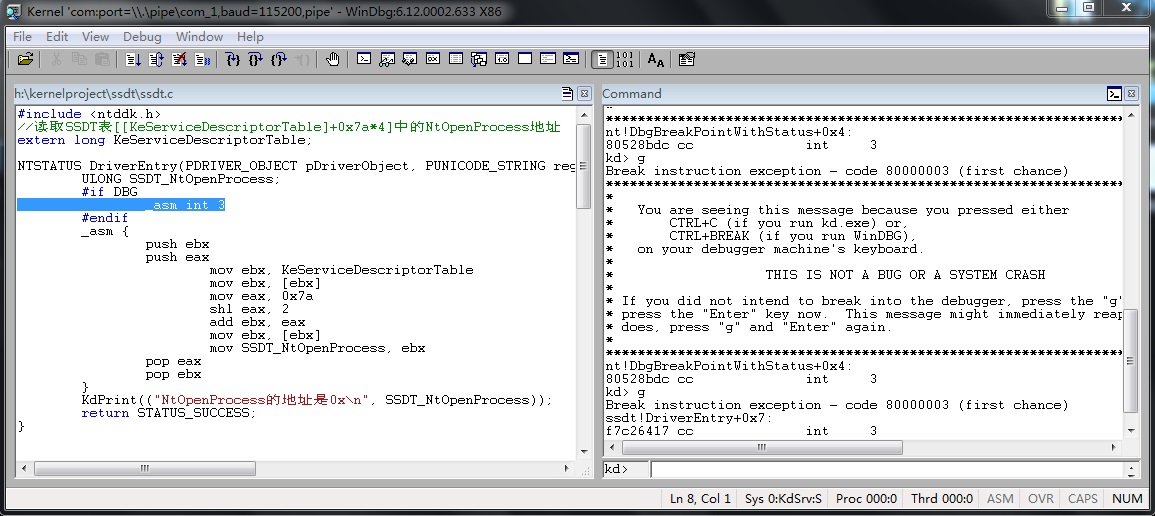 Kernel 'com:port=\\.\pipe\com_1,baud=115200,pipe' - WinDbg:6.12.0002.633 X86
File Edit View Debug Window Help
h:\kernelproject\ssdt\ssdt.c
#include <ntddk.h>
//读取SSDT表[[KeServiceDescriptorTable]+0x7a*4]中的NtOpenProcess地址
extern long KeServiceDescriptorTable;
NTSTATUS DriverEntry(PDRIVER_OBJECT pDriverObject, PUNICODE_STRING reg
ULONG SSDT_NtOpenProcess;
#if DBG
_asm int 3
#endif
_asm {
push ebx
push eax
mov ebx, KeServiceDescriptorTable
mov ebx, [ebx]
mov eax, 0x7a
shl eax, 2
add ebx, eax
mov ebx, [ebx]
mov SSDT_NtOpenProcess, ebx
pop eax
pop ebx
}
KdPrint(("NtOpenProcess的地址是0x\n", SSDT_NtOpenProcess));
return STATUS_SUCCESS;
}
Command
*******************************************************************
nt!DbgBreakPointWithStatus+0x4:
80528bdc cc int 3
kd> g
Break instruction exception - code 80000003 (first chance)
*******************************************************************
*
* You are seeing this message because you pressed either
* CTRL+C (if you run kd.exe) or,
* CTRL+BREAK (if you run WinDBG),
* on your debugger machine's keyboard.
*
* THIS IS NOT A BUG OR A SYSTEM CRASH
*
* If you did not intend to break into the debugger, press the "g"
* press the "Enter" key now. This message might immediately reap
* does, press "g" and "Enter" again.
*
*******************************************************************
nt!DbgBreakPointWithStatus+0x4:
80528bdc cc int 3
kd> g
Break instruction exception - code 80000003 (first chance)
ssdt!DriverEntry+0x7:
f7c26417 cc int 3
kd>
Ln 8, Col 1 Sys 0:KdSrv:S Proc 000:0 Thrd 000:0 ASM OVR CAPS NUM